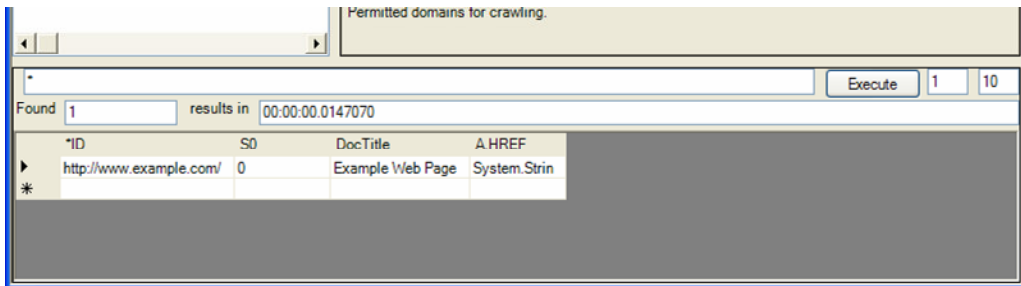 Permitted domains for crawling.
* Execute 1 10
Found 1 results in 00:00:00.0147070
*ID S0 DocTitle A.HREF
http://www.example.com/ 0 Example Web Page System.Strin